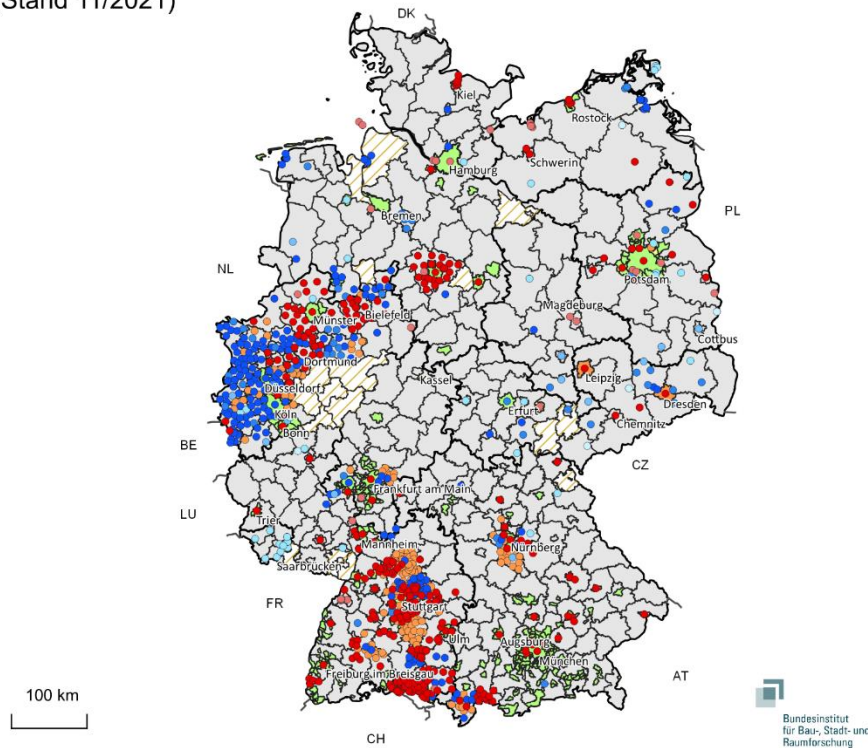 Stand 11/2021)
DK
Kiel
Rostock
Schwerin
Hamburg
Bremen
PL
NL
Potsdam
Magdeburg
Münster
Bielefeld
Cottbus
Dortmund
Düsseldorf
Kassel
Leipzig
Köln
Erfurt
Dresden
Bonn
Chemnitz
BE
CZ
Frankfurt am Main
LU
Trier
Mannheim
Nürnberg
Saarbrücken
FR
Stuttgart
Ulm
Augsburg
München
Freiburg im Breisgau
AT
100 km
CH
Bundesinstitut
für Bau-, Stadt- und
Raumforschung